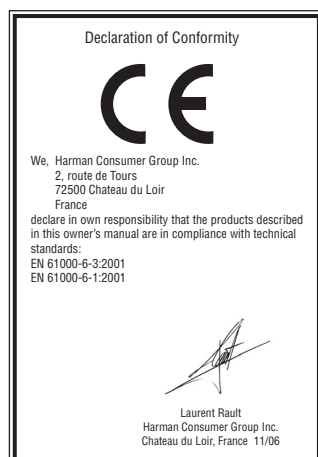 Declaration of Conformity
CE
We, Harman Consumer Group Inc.
2, route de Tours
72500 Chateau du Loir
France
declare in own responsibility that the products described
in this owner's manual are in compliance with technical
standards:
EN 61000-6-3:2001
EN 61000-6-1:2001
Laurent Rault
Harman Consumer Group Inc.
Chateau du Loir, France 11/06